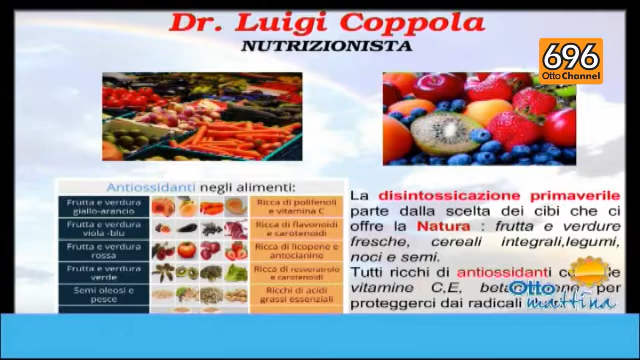 Dr. Luigi Coppola
NUTRIZIONISTA
696
Otto Channel
Antiossidanti negli alimenti:
Frutta e verdura
giallo-arancio
Ricca di polifenoli
e vitamina C
Frutta e verdura
viola -blu
Ricca di flavonoidi
e carotenoidi
Frutta e verdura
rossa
Ricca di licopene e
antocianine
Frutta e verdura
verde
Ricca di resveratrolo
e carotenoidi
Semi oleosi e
pesce
Ricchi di acidi
grassi essenziali
La disintossicazione primaverile
parte dalla scelta dei cibi che ci
offre la Natura : frutta e verdure
fresche, cereali integrali,legumi,
noci e semi.
Tutti ricchi di antiossidanti
vitamine C,E, per
proteggerci dai radicali
Otto
mattina